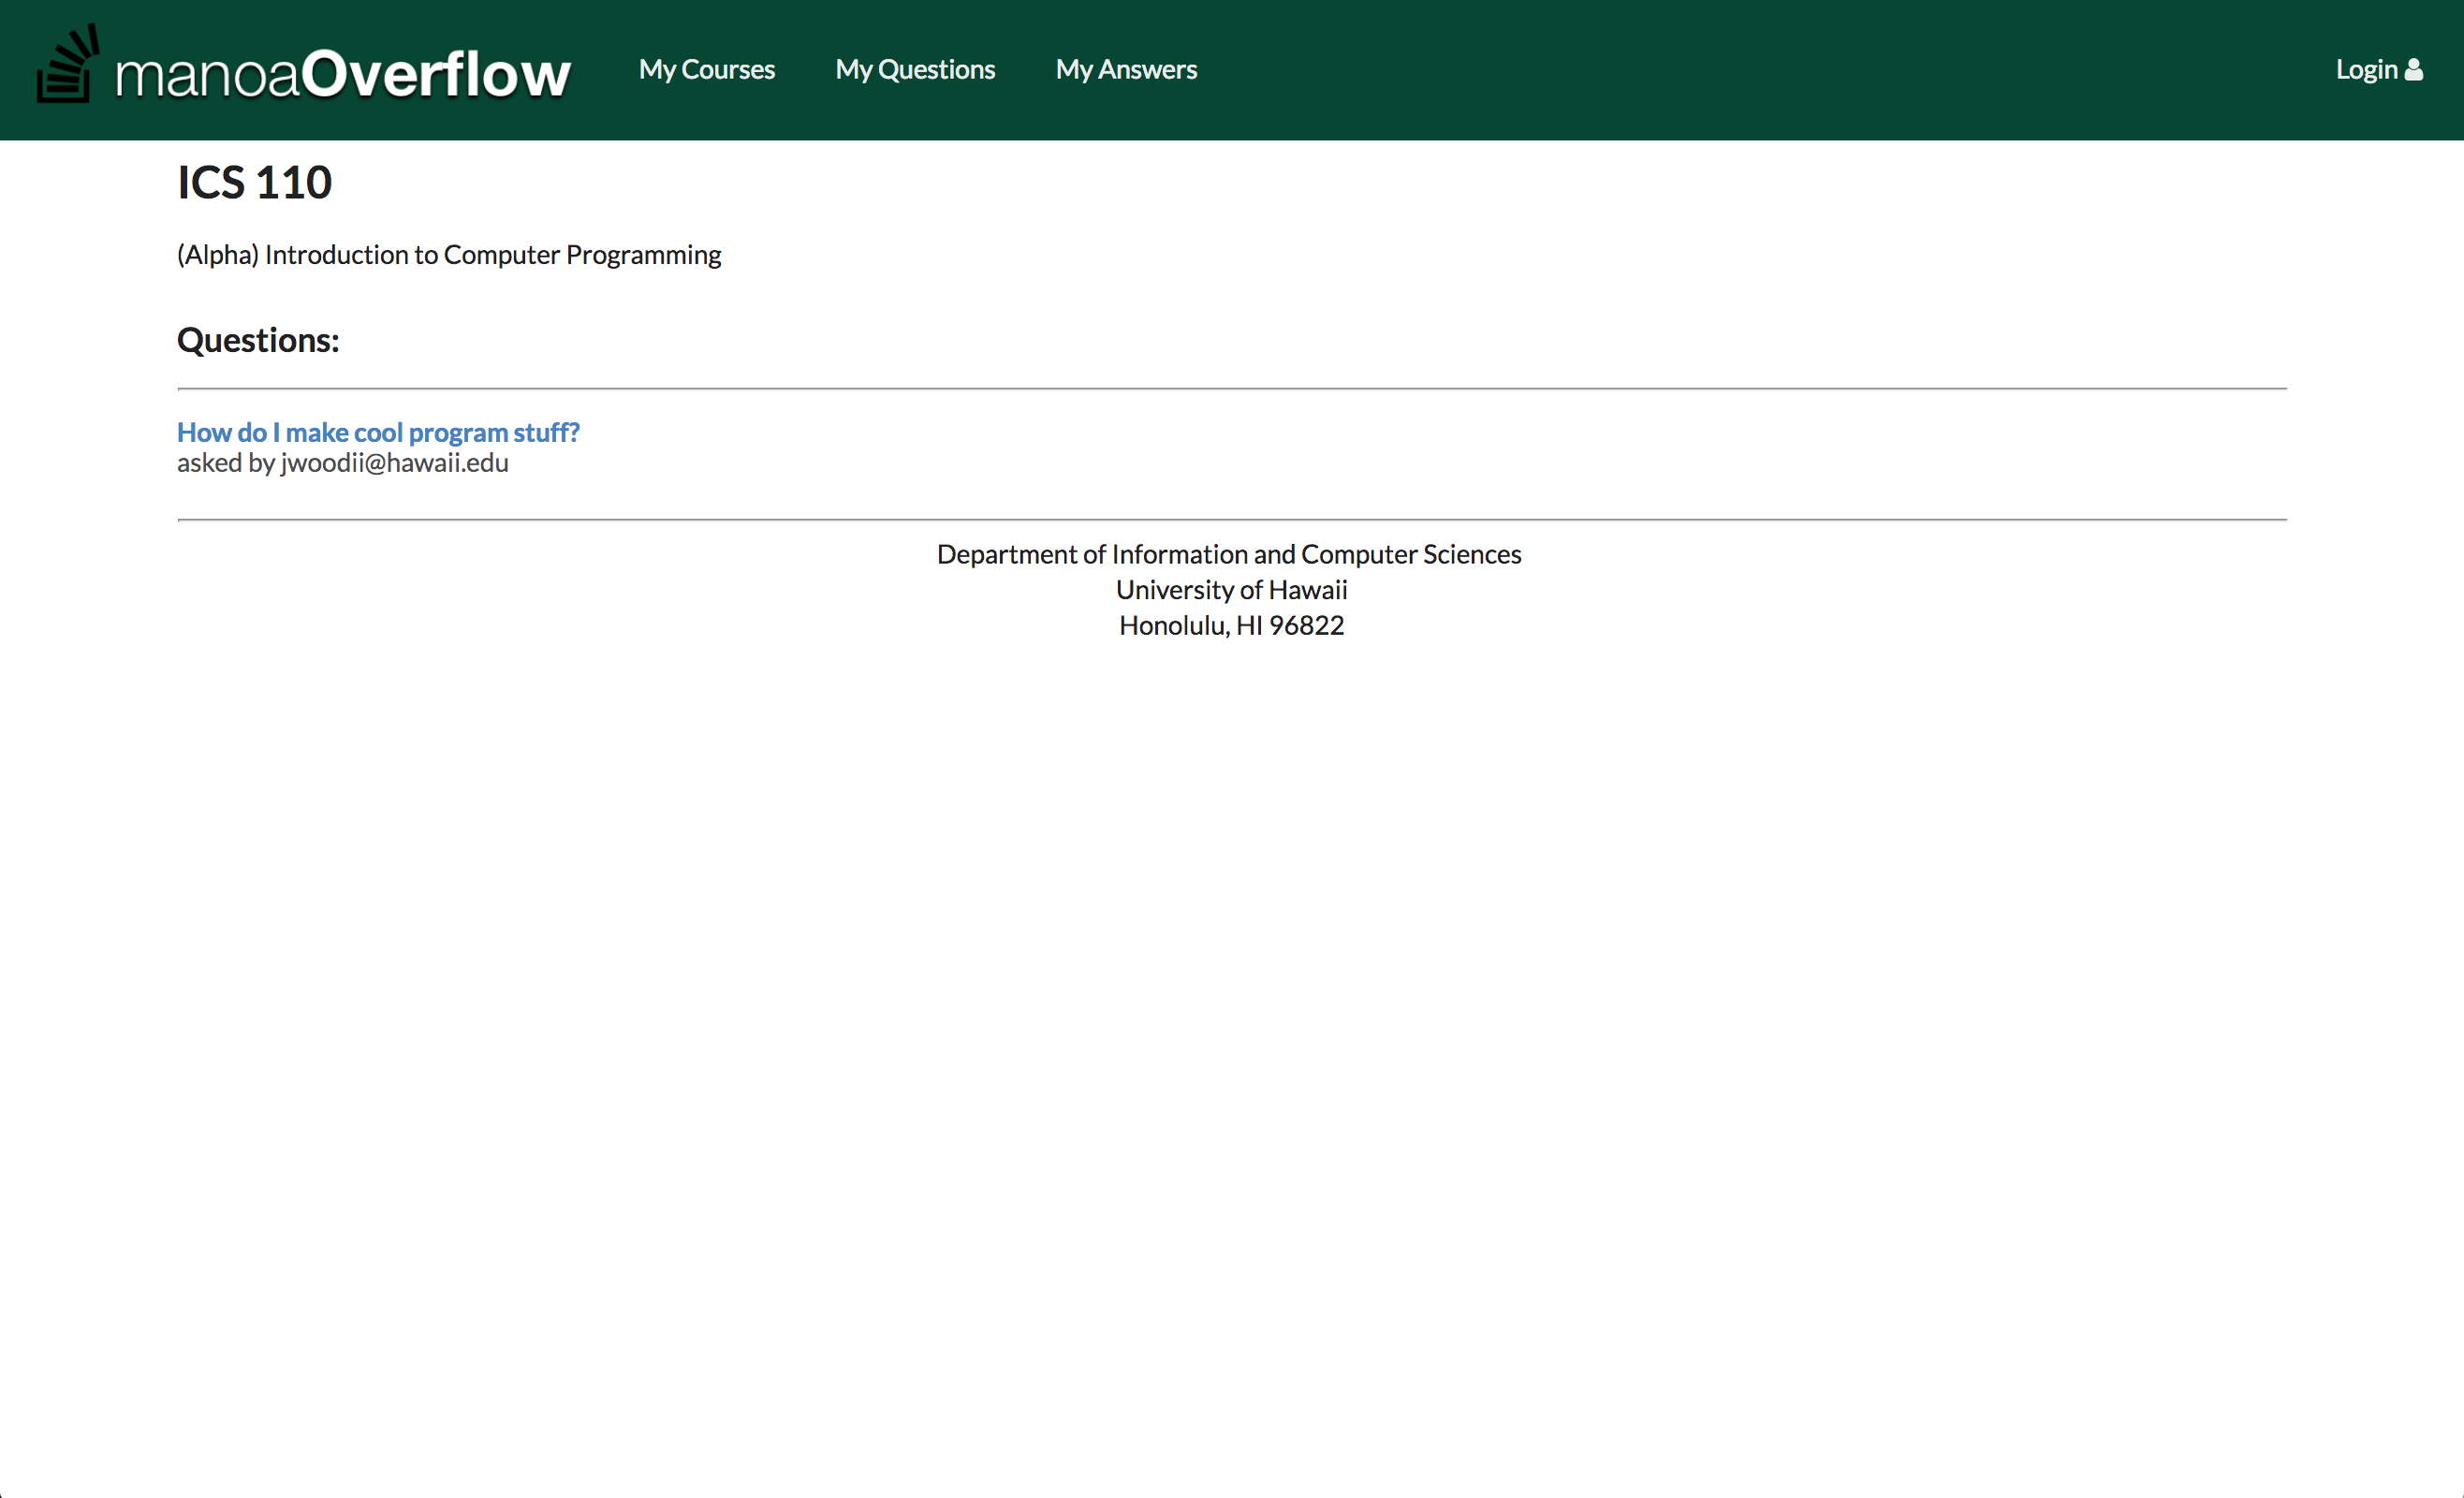 manoaOverflow
My Courses
My Questions
My Answers
Login
ICS 110
(Alpha) Introduction to Computer Programming
Questions:
How do I make cool program stuff?
asked by jwoodii@hawaii.edu
Department of Information and Computer Sciences
University of Hawaii
Honolulu, HI 96822